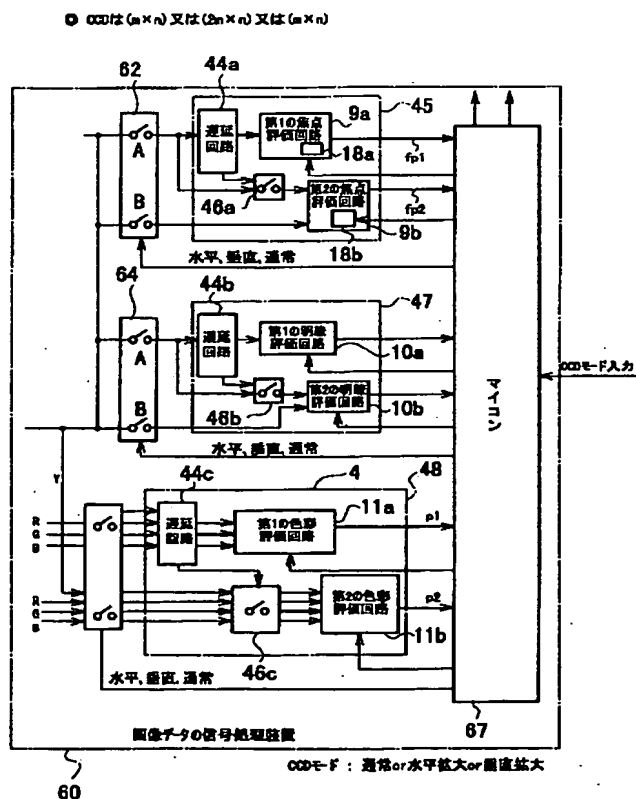 ○ CCDは(m×n)又は(2m×n)又は(m×n)
62
44a
45
遅延
回路
第1の焦点
評価回路
9a
18a
fp1
A
B
46a
第2の焦点
評価回路
fp2
9b
18b
水平、垂直、通常
64
44b
47
遅延
回路
第1の明暗
評価回路
10a
A
B
46b
第2の明暗
評価回路
10b
水平、垂直、通常
マイコン
CCDモード入力
Y
44c
4
48
R
G
B
遅延
回路
第1の色彩
評価回路
11a
p1
R
G
B
46c
第2の色彩
評価回路
p2
11b
水平、垂直、通常
画像データの信号処理装置
67
60
CCDモード : 通常or水平拡大or垂直拡大